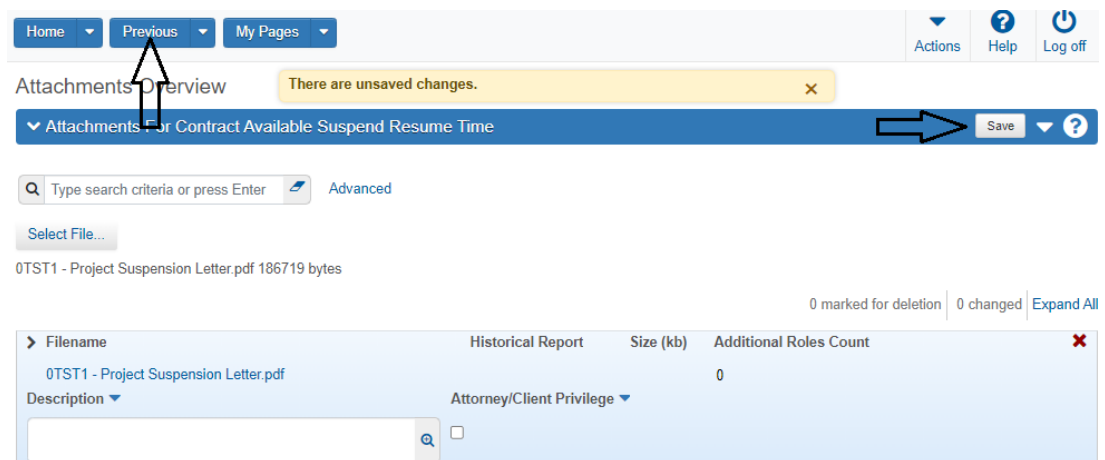 Home Previous My Pages Actions Help Log off
Attachments Overview There are unsaved changes.
Attachments For Contract Available Suspend Resume Time Save
Type search criteria or press Enter Advanced
Select File...
0TST1 - Project Suspension Letter.pdf 186719 bytes
0 marked for deletion 0 changed Expand All
Filename Historical Report Size (kb) Additional Roles Count
0TST1 - Project Suspension Letter.pdf 0
Description Attorney/Client Privilege